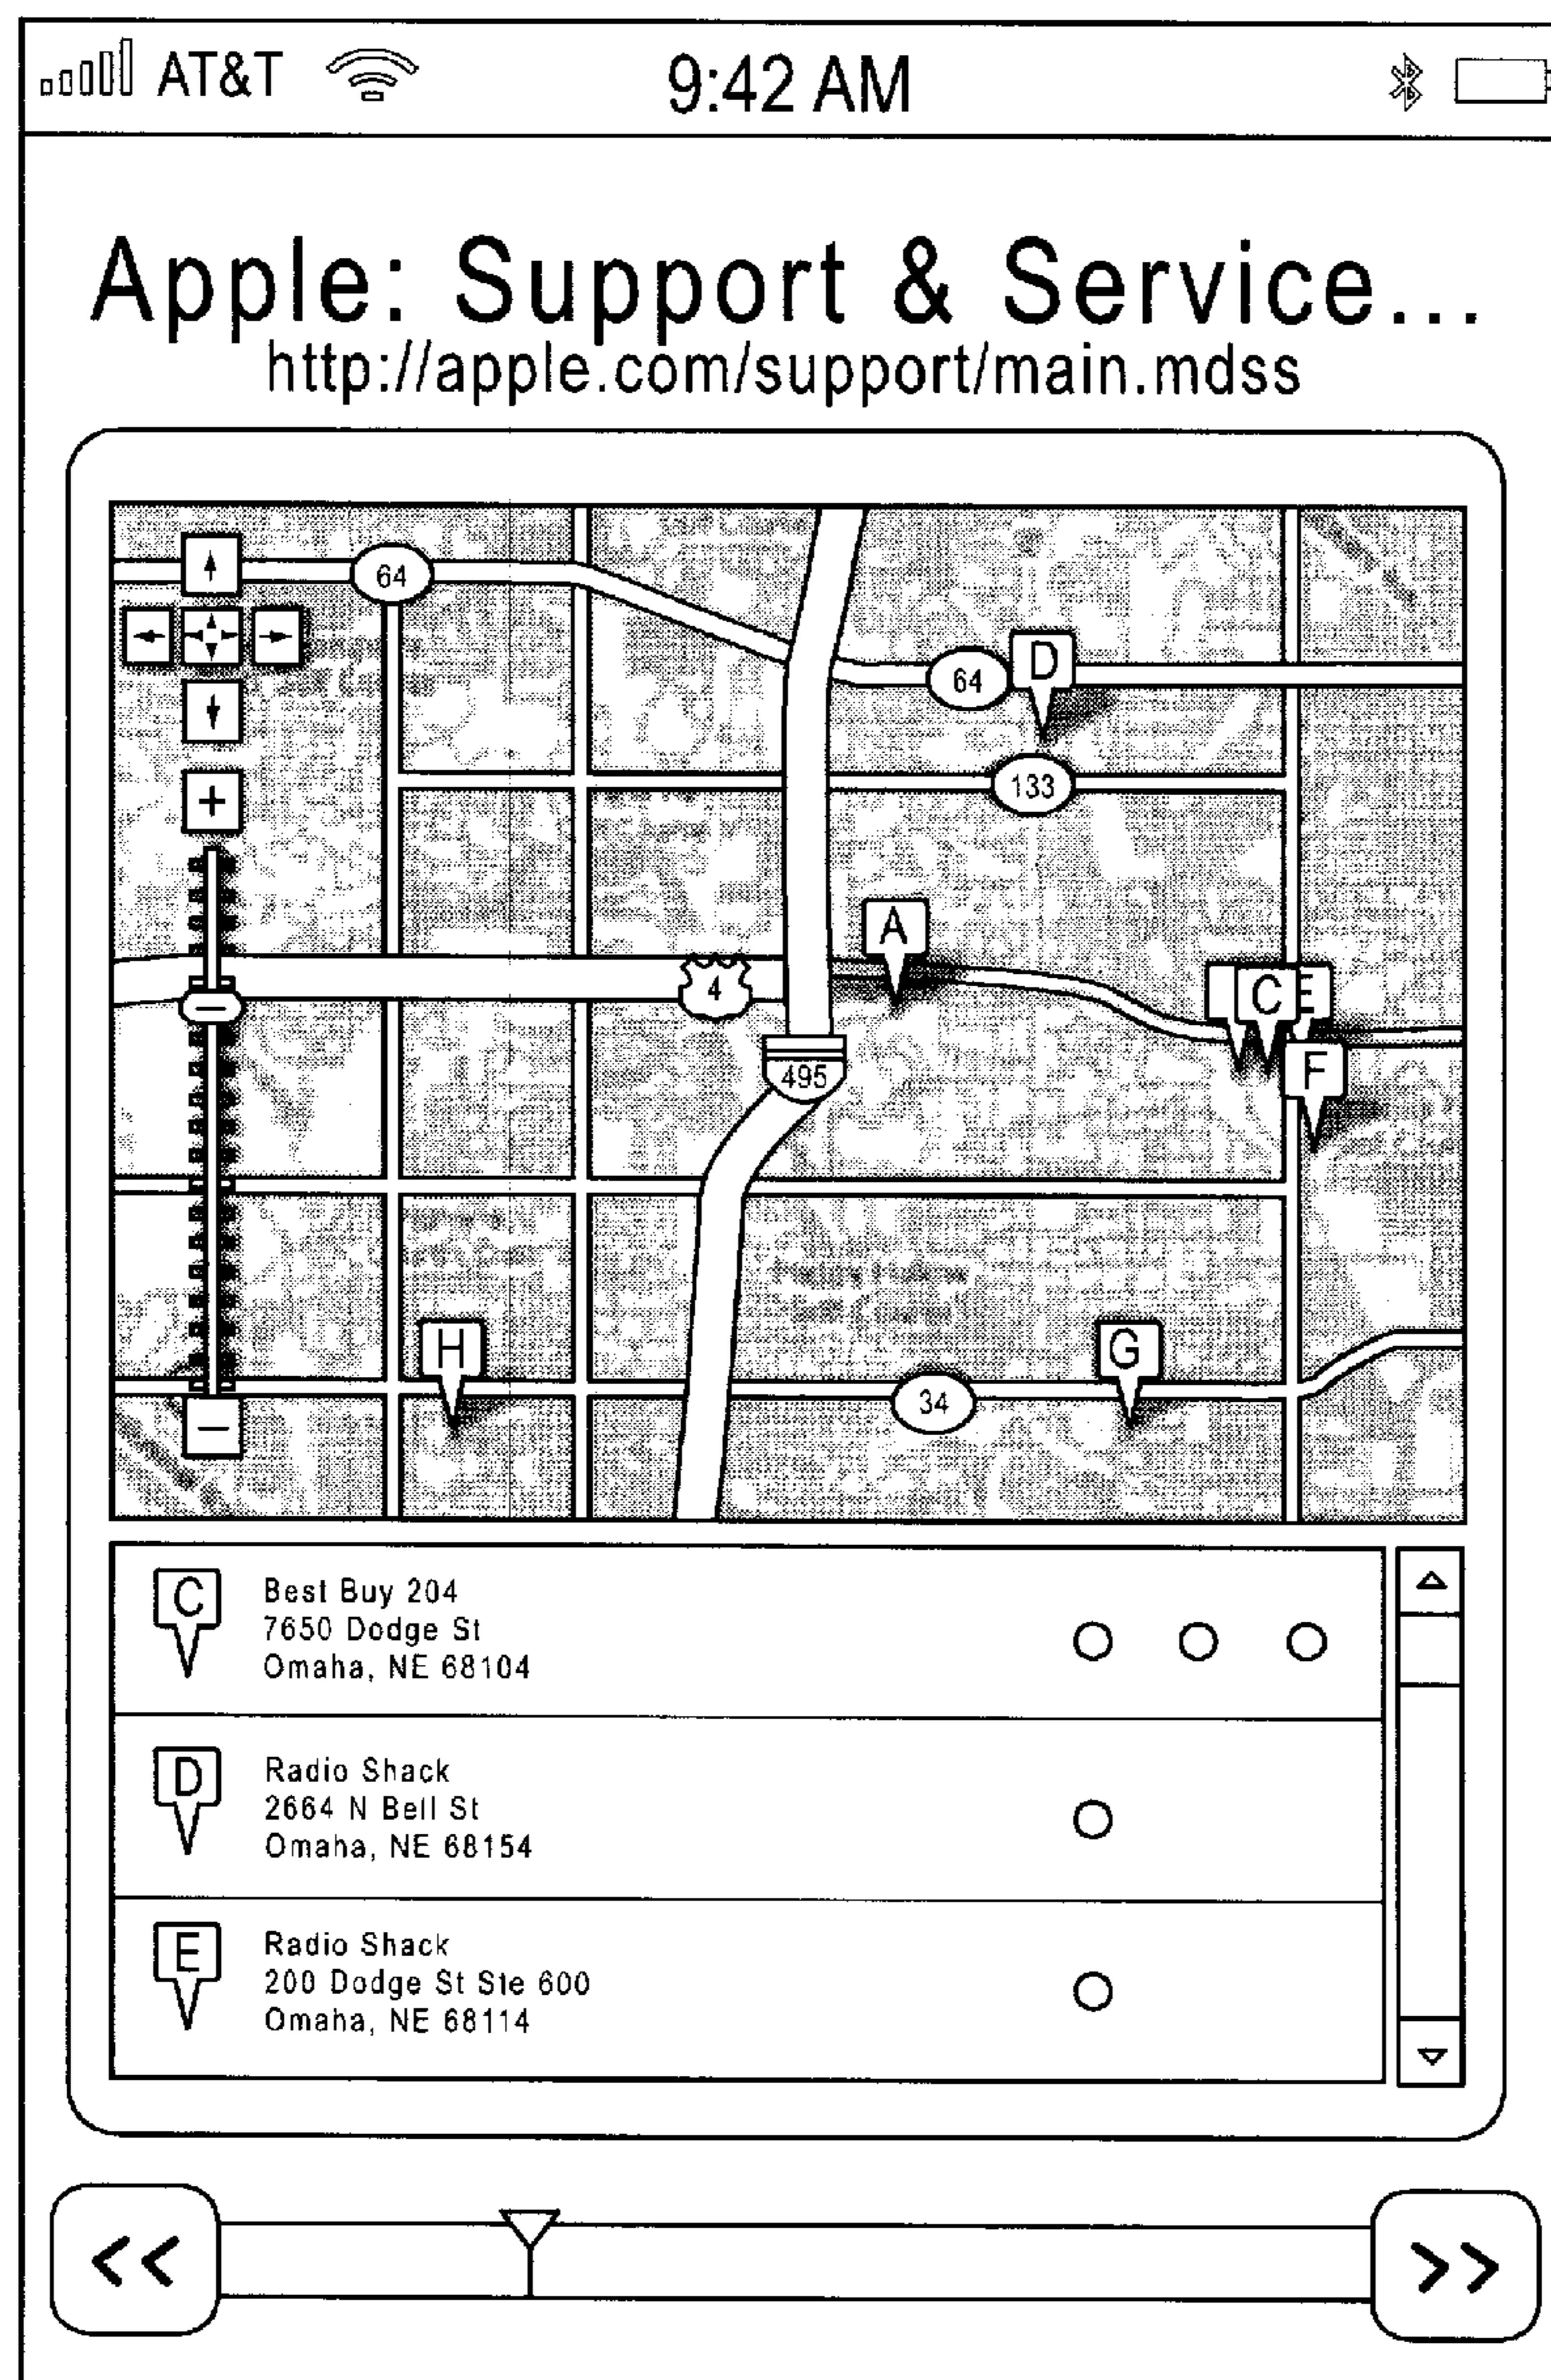 AT&T 9:42 AM
Apple: Support & Service...
http://apple.com/support/main.mdss
64
64 D
133
A
4
C E
495 F
H G
34
C Best Buy 204
7650 Dodge St
Omaha, NE 68104
D Radio Shack
2664 N Bell St
Omaha, NE 68154
E Radio Shack
200 Dodge St Ste 600
Omaha, NE 68114
<< >>